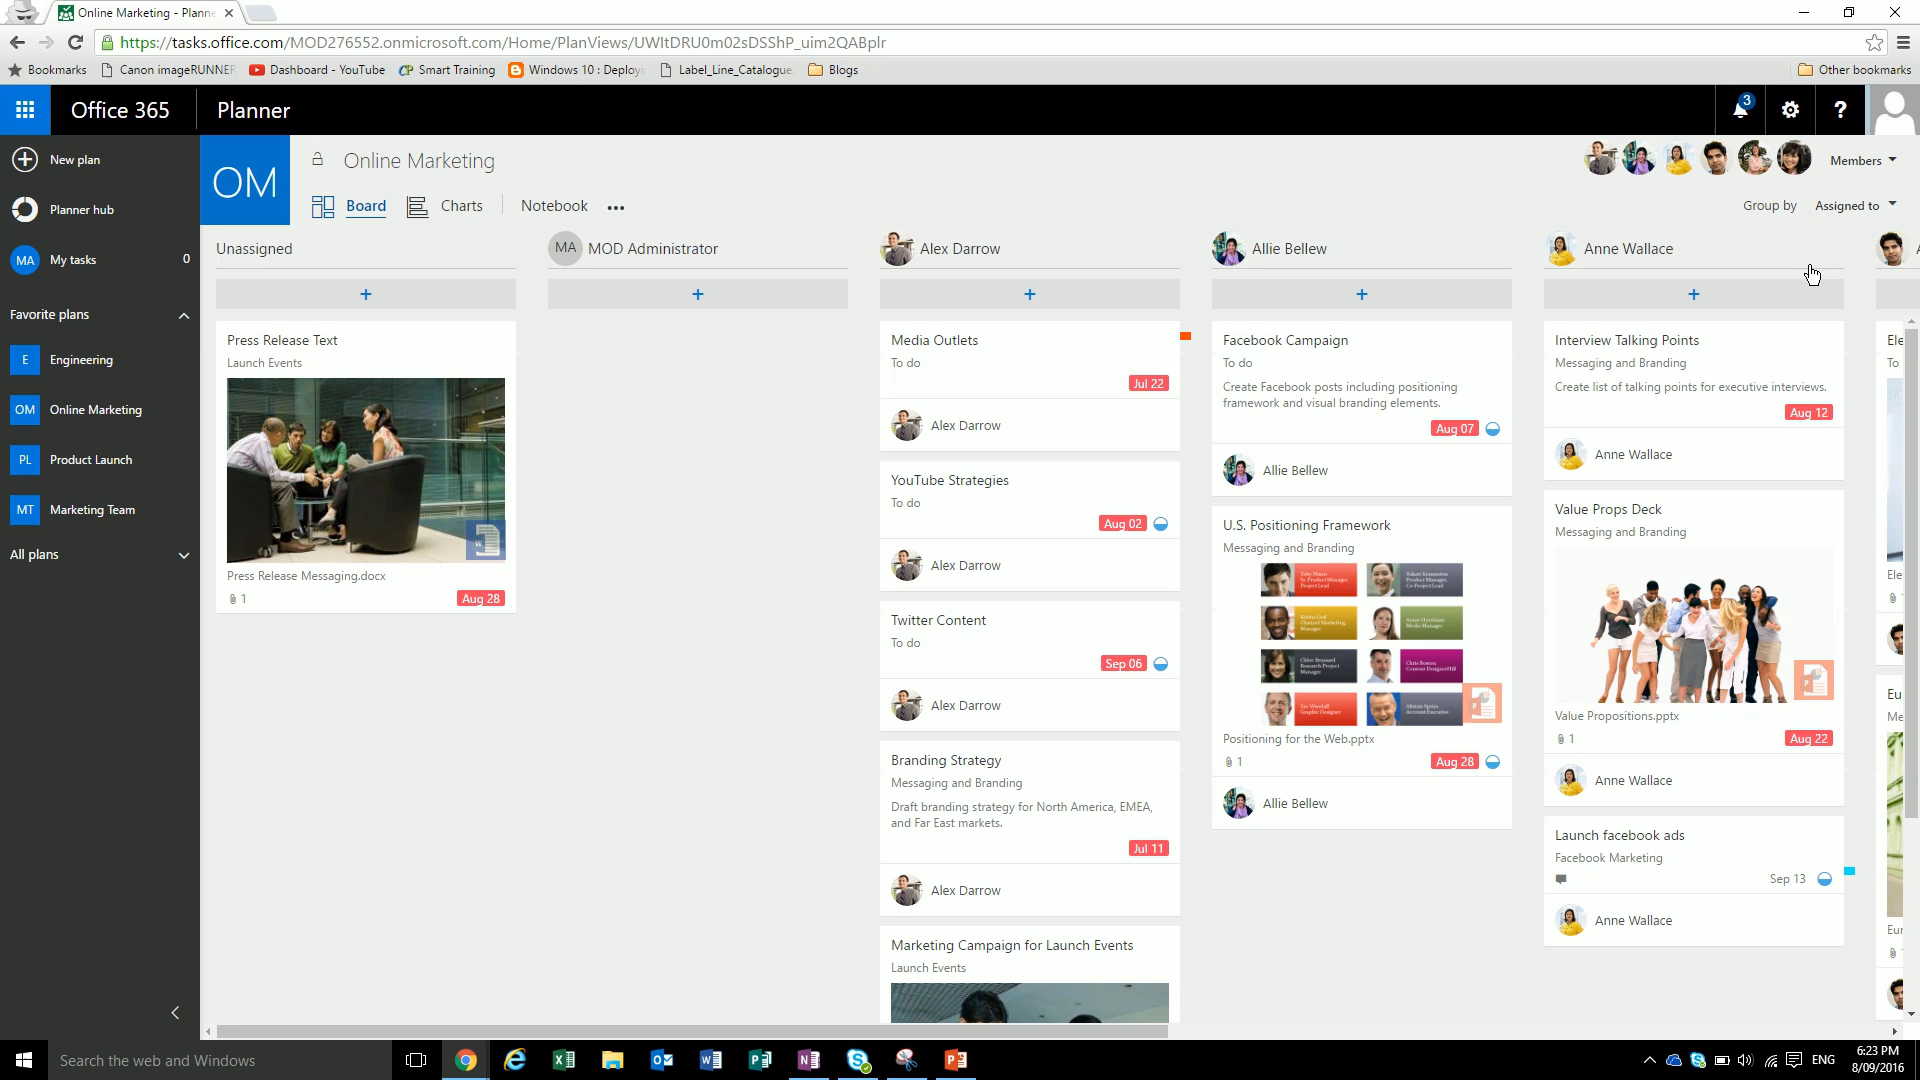 Online Marketing - Plann
https://tasks.office.com/MOD276552.onmicrosoft.com/Home/PlanViews/UWItDRU0m02sDSShP_uim2QABplr
Bookmarks
Canon imageRUNNER
Dashboard - YouTube
Smart Training
Windows 10 : Deployi
Label_Line_Catalogue
Blogs
Other bookmarks
Office 365
Planner
3
?
New plan
Planner hub
MA My tasks 0
Favorite plans
E Engineering
OM Online Marketing
PL Product Launch
MT Marketing Team
All plans
OM
Online Marketing
Board
Charts
Notebook
Members
Group by Assigned to
Unassigned
Press Release Text
Launch Events
Press Release Messaging.docx
1
Aug 28
MA MOD Administrator
Alex Darrow
Media Outlets
To do
Jul 22
Alex Darrow
YouTube Strategies
To do
Aug 02
Alex Darrow
Twitter Content
To do
Sep 06
Alex Darrow
Branding Strategy
Messaging and Branding
Draft branding strategy for North America, EMEA,
and Far East markets.
Jul 11
Alex Darrow
Marketing Campaign for Launch Events
Launch Events
Allie Bellew
Facebook Campaign
To do
Create Facebook posts including positioning
framework and visual branding elements.
Aug 07
Allie Bellew
U.S. Positioning Framework
Messaging and Branding
Positioning for the Web.pptx
1
Aug 28
Allie Bellew
Anne Wallace
Interview Talking Points
Messaging and Branding
Create list of talking points for executive interviews.
Aug 12
Anne Wallace
Value Props Deck
Messaging and Branding
Value Propositions.pptx
1
Aug 22
Anne Wallace
Launch facebook ads
Facebook Marketing
Sep 13
Anne Wallace
Ele
To
Ele
Eu
Me
Eur
Search the web and Windows
ENG
6:23 PM
8/09/2016